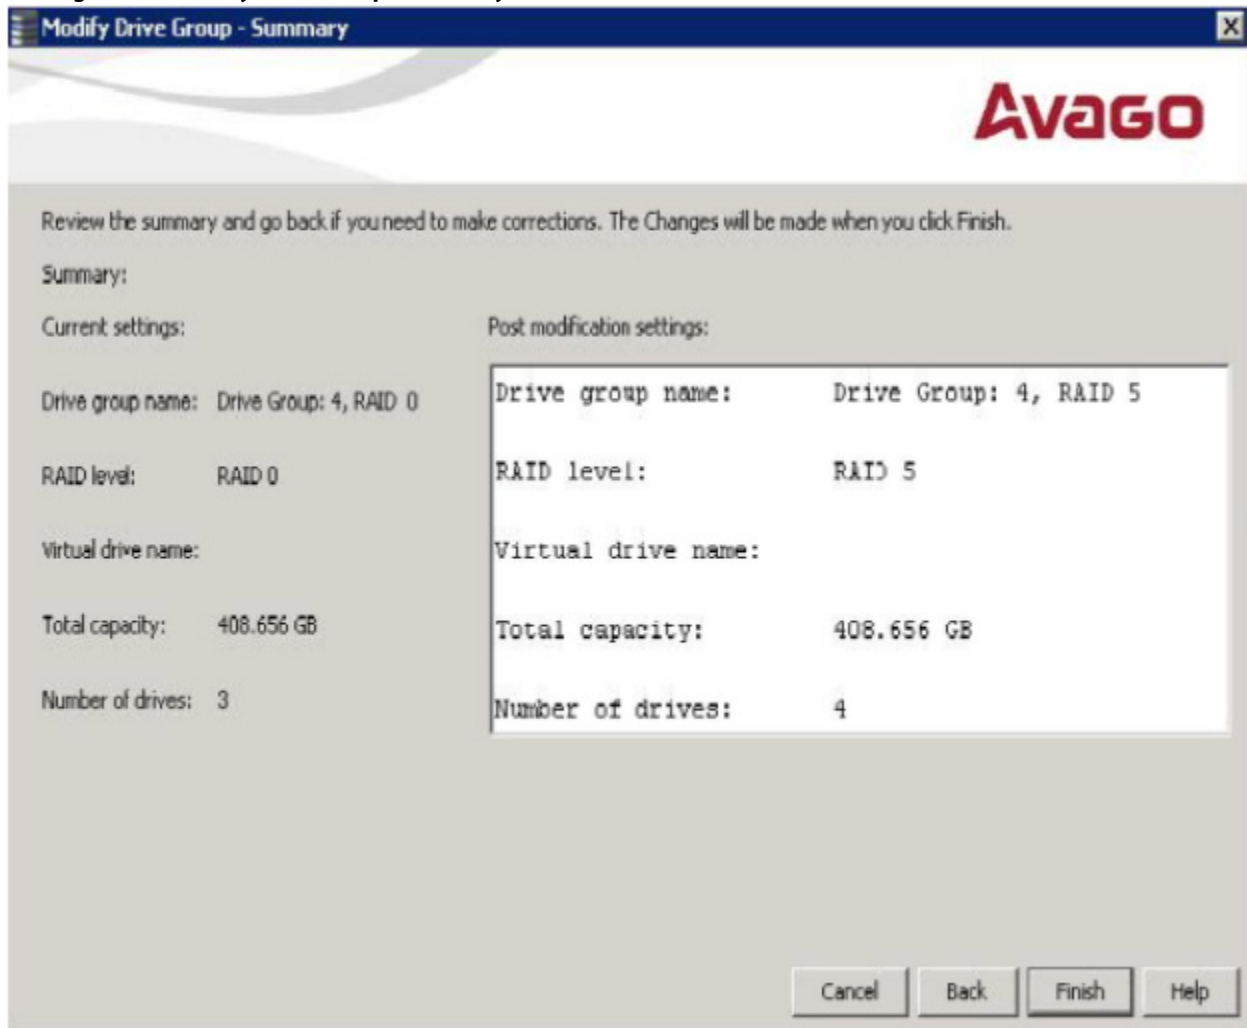 Modify Drive Group - Summary
AVAGO
Review the summary and go back if you need to make corrections. The Changes will be made when you click Finish.
Summary:
Current settings: Post modification settings:
Drive group name: Drive Group: 4, RAID 0 Drive group name: Drive Group: 4, RAID 5
RAID level: RAID 0 RAID level: RAID 5
Virtual drive name: Virtual drive name:
Total capacity: 408.656 GB Total capacity: 408.656 GB
Number of drives: 3 Number of drives: 4
Cancel Back Finish Help